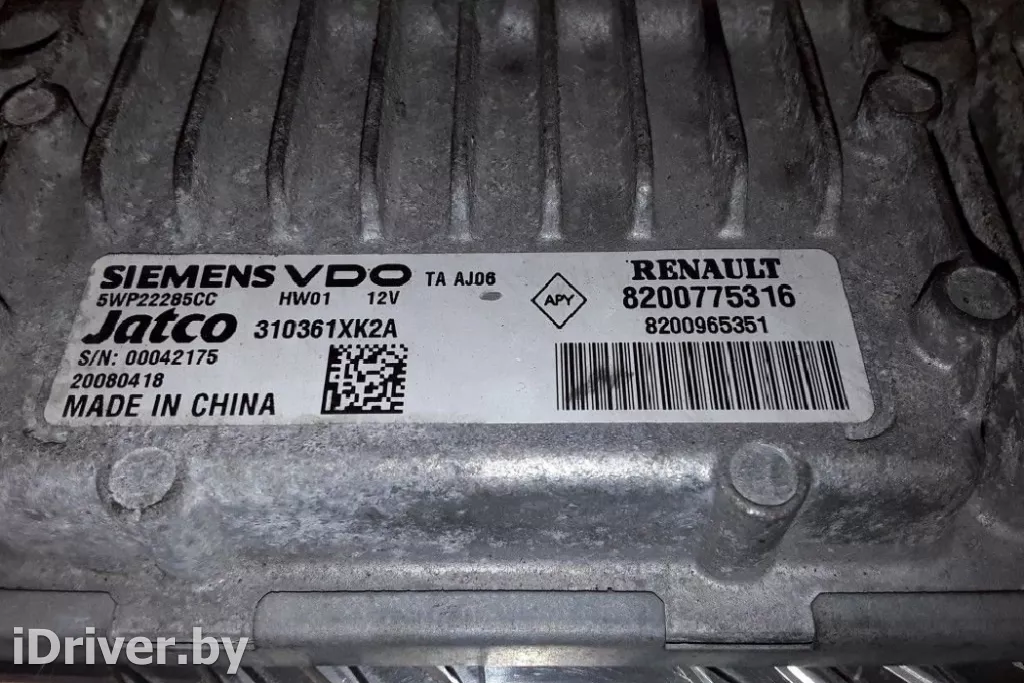 SIEMENS VDO TA AJ06
5WP22285CC HW01 12V
Jatco 310361XK2A
S/N: 00042175
20080418
MADE IN CHINA
APY
RENAULT
8200775316
8200965351
iDriver.by